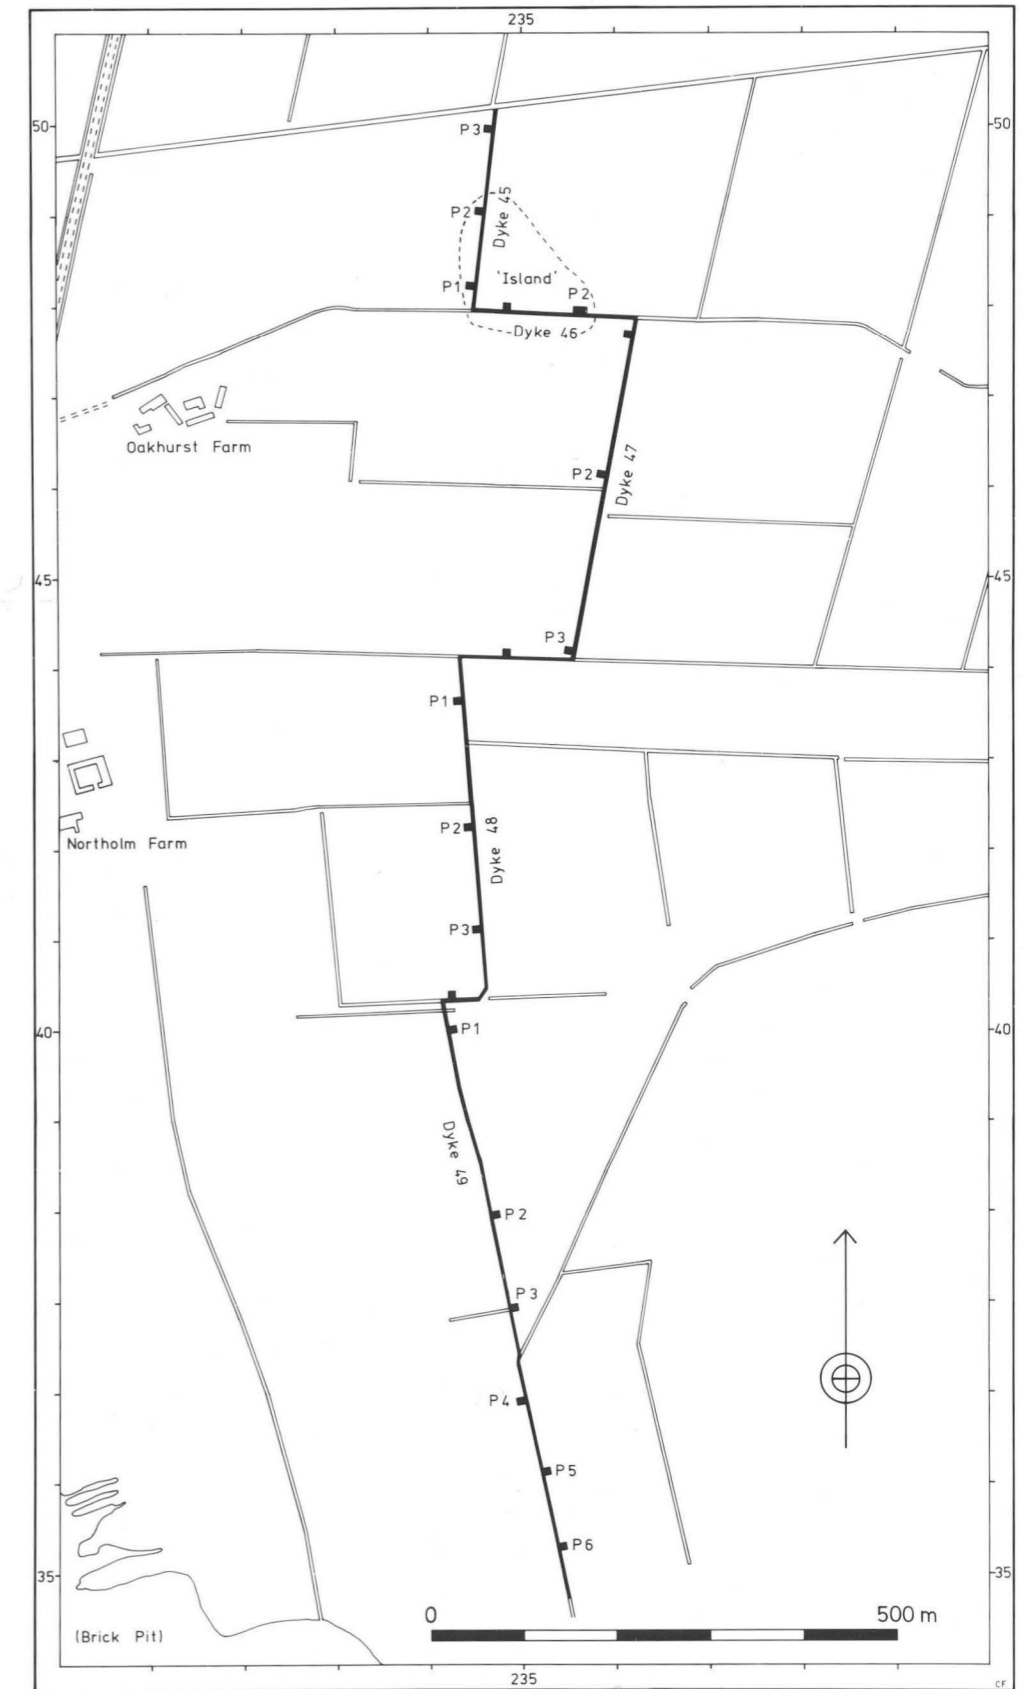 235
50
50
P3
P2
Dyke 45
'Island'
P1
P2
Dyke 46
Oakhurst Farm
P2
Dyke 47
45
45
P3
P1
P2
Dyke 48
Northolm Farm
P3
40
40
P1
Dyke 49
P2
P3
P4
P5
P6
35
35
0
500 m
(Brick Pit)
235
CF